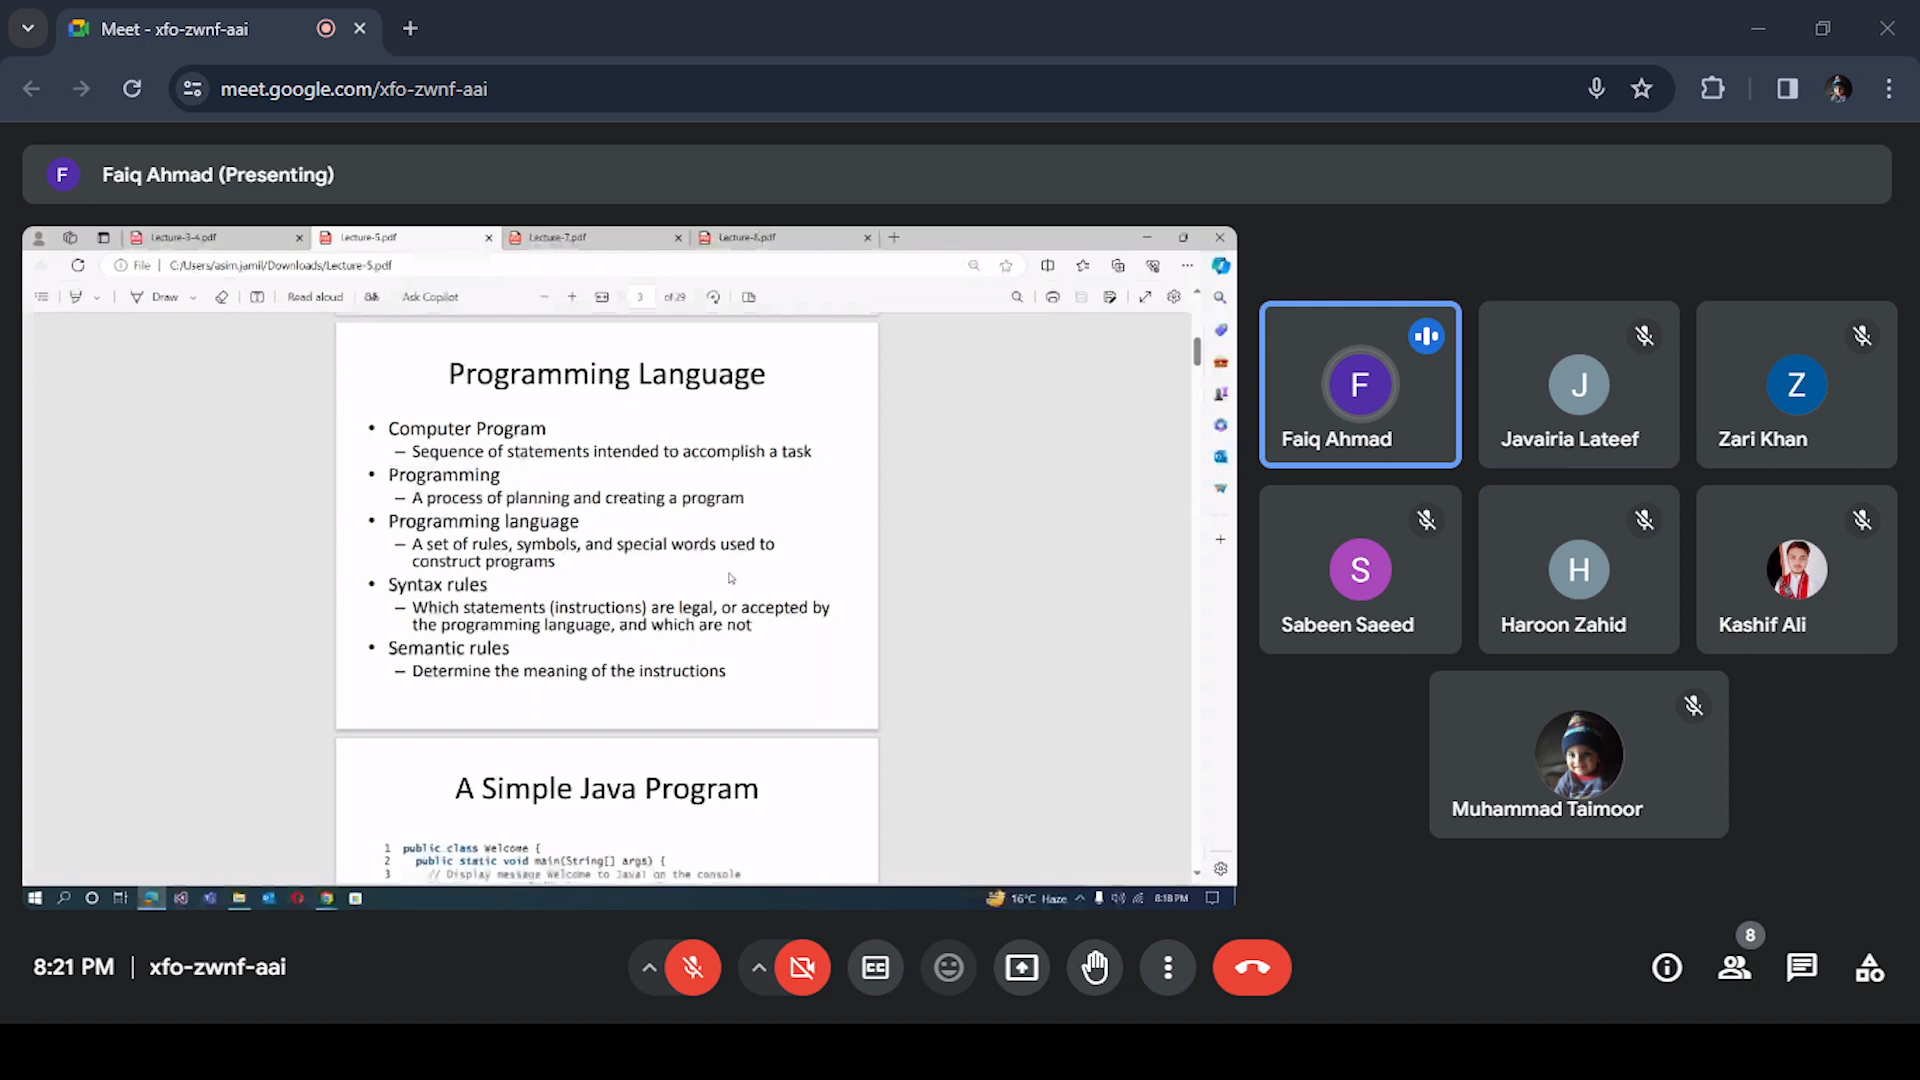 Meet - xfo-zwnf-aai
meet.google.com/xfo-zwnf-aai
F
Faiq Ahmad (Presenting)
Lecture-3-4.pdf
Lecture-5.pdf
Lecture-7.pdf
Lecture-8.pdf
File | C:/Users/asim.jamil/Downloads/Lecture-5.pdf
Draw
Read aloud
Ask Copilot
3
of 29
Programming Language
• Computer Program
– Sequence of statements intended to accomplish a task
• Programming
– A process of planning and creating a program
• Programming language
– A set of rules, symbols, and special words used to
construct programs
• Syntax rules
– Which statements (instructions) are legal, or accepted by
the programming language, and which are not
• Semantic rules
– Determine the meaning of the instructions
A Simple Java Program
1 public class Welcome {
2 public static void main(String[] args) {
3 // Display message Welcome to Java! on the console
16°C Haze
8:18 PM
F
Faiq Ahmad
J
Javairia Lateef
Z
Zari Khan
S
Sabeen Saeed
H
Haroon Zahid
Kashif Ali
Muhammad Taimoor
8:21 PM | xfo-zwnf-aai
CC
8